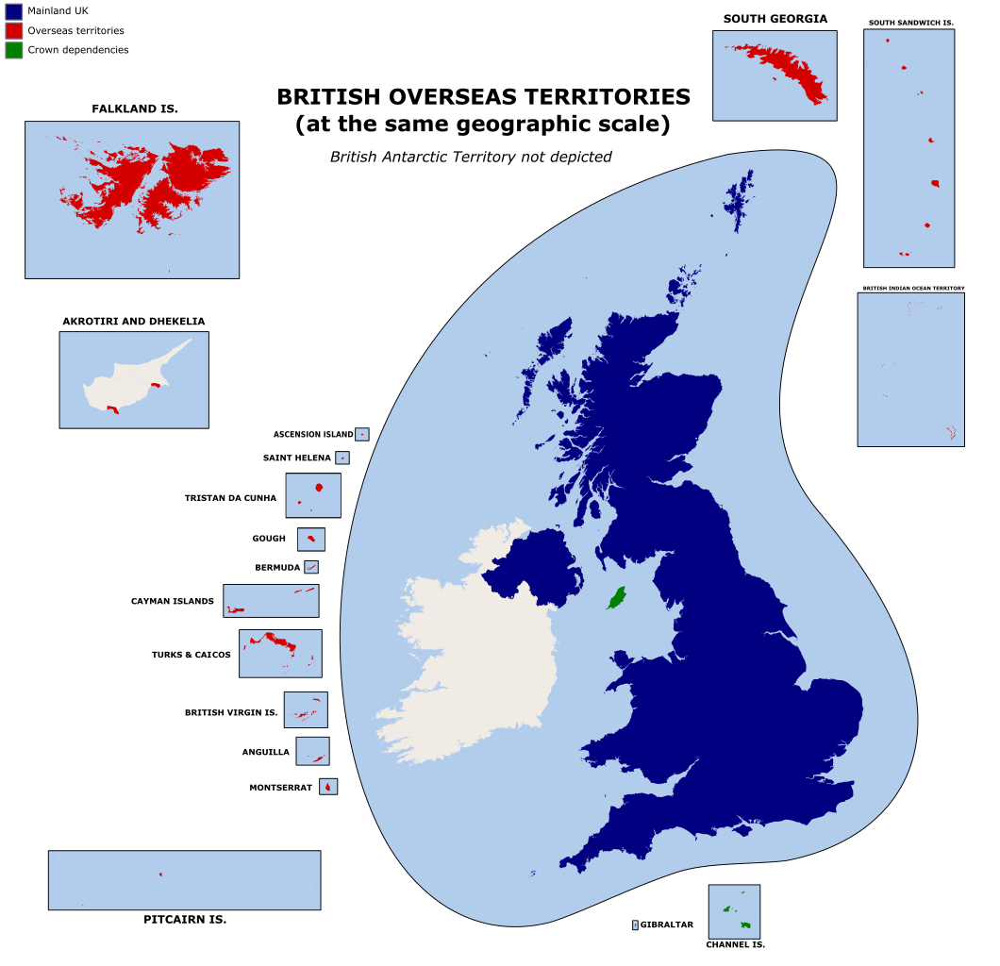 Mainland UK
Overseas territories
Crown dependencies
BRITISH OVERSEAS TERRITORIES
(at the same geographic scale)
British Antarctic Territory not depicted
SOUTH GEORGIA
SOUTH SANDWICH IS.
FALKLAND IS.
BRITISH INDIAN OCEAN TERRITORY
AKROTIRI AND DHEKELIA
ASCENSION ISLAND
SAINT HELENA
TRISTAN DA CUNHA
GOUGH
BERMUDA
CAYMAN ISLANDS
TURKS & CAICOS
BRITISH VIRGIN IS.
ANGUILLA
MONTSERRAT
PITCAIRN IS.
GIBRALTAR
CHANNEL IS.